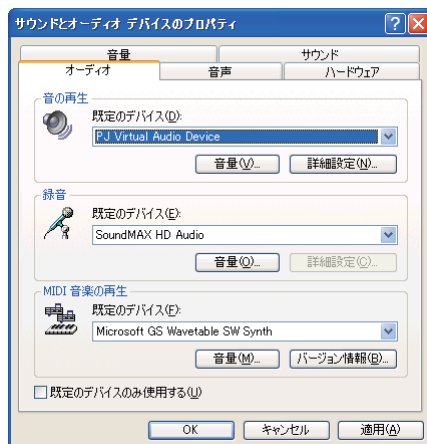 サウンドとオーディオ デバイスのプロパティ
音量 サウンド
オーディオ 音声 ハードウェア
音の再生
既定のデバイス(D):
PJ Virtual Audio Device
音量(V)... 詳細設定(N)...
録音
既定のデバイス(E):
SoundMAX HD Audio
音量(O)... 詳細設定(C)...
MIDI 音楽の再生
既定のデバイス(F):
Microsoft GS Wavetable SW Synth
音量(M)... バージョン情報(B)...
既定のデバイスのみ使用する(U)
OK キャンセル 適用(A)